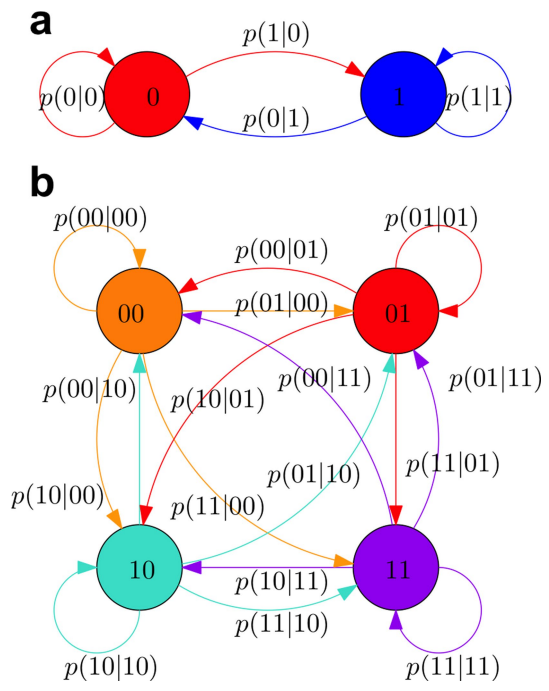 a
p(1|0)
p(0|0)
0
1
p(1|1)
p(0|1)
b
p(00|00)
p(01|01)
p(00|01)
00
p(01|00)
01
p(00|10)
p(10|01)
p(00|11)
p(01|11)
p(10|00)
p(11|00)
p(01|10)
p(11|01)
10
p(10|11)
11
p(11|10)
p(10|10)
p(11|11)